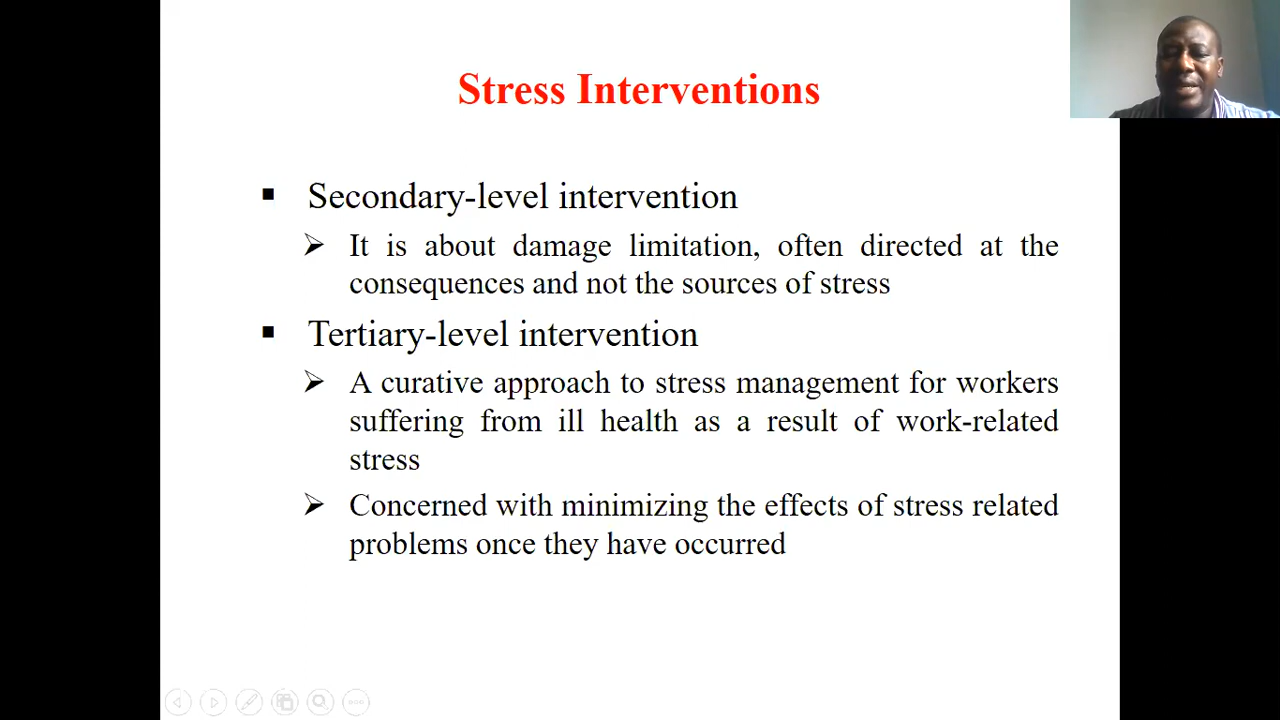 Stress Interventions
Secondary-level intervention
It is about damage limitation, often directed at the
consequences and not the sources of stress
Tertiary-level intervention
A curative approach to stress management for workers
suffering from ill health as a result of work-related
stress
Concerned with minimizing the effects of stress related
problems once they have occurred